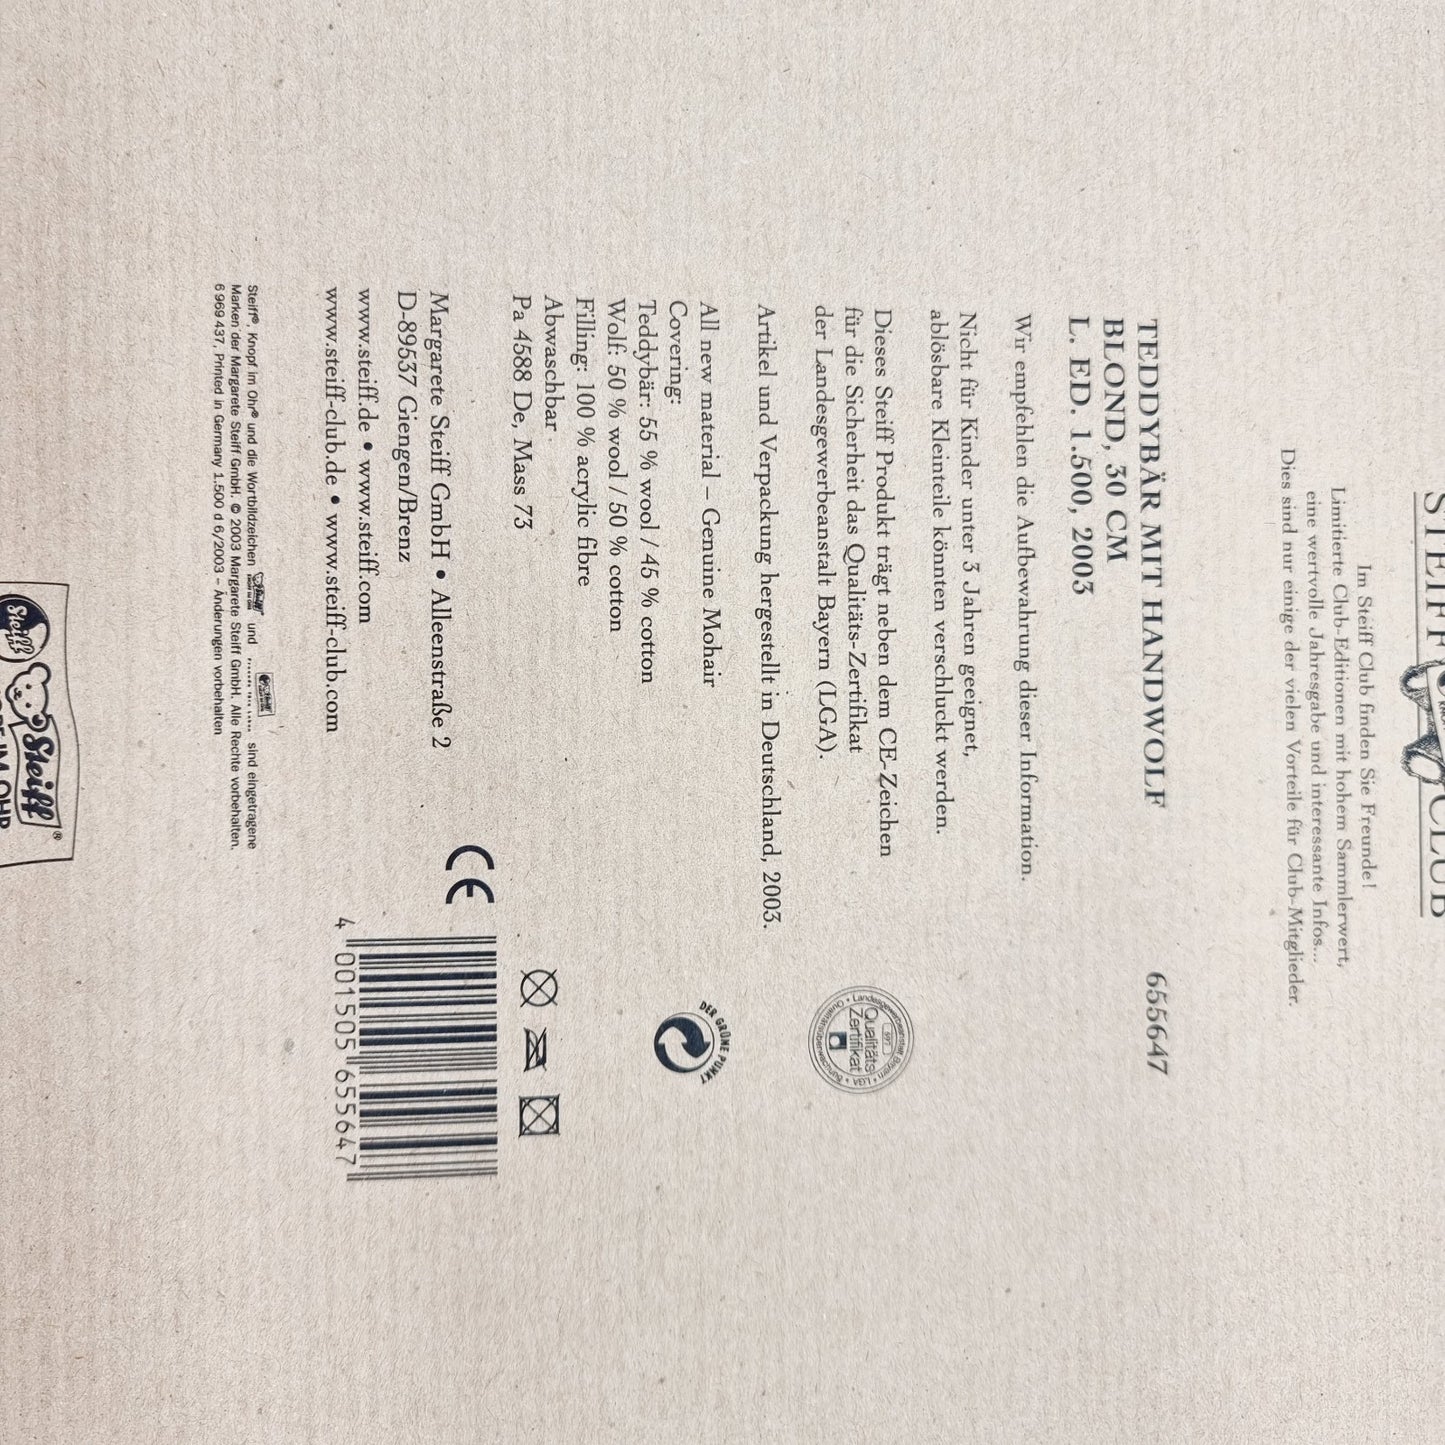 STEIFF CLUB
Im Steiff Club finden Sie Freunde!
Limitierte Club-Editionen mit hohem Sammlerwert,
eine wertvolle Jahresgabe und interessante Infos...
Dies sind nur einige der vielen Vorteile für Club-Mitglieder.
TEDDYBÄR MIT HANDWOLF 655647
BLOND, 30 CM
L. ED. 1.500, 2003
Wir empfehlen die Aufbewahrung dieser Information.
Nicht für Kinder unter 3 Jahren geeignet,
ablösbare Kleinteile könnten verschluckt werden.
Dieses Steiff Produkt trägt neben dem CE-Zeichen
für die Sicherheit das Qualitäts-Zertifikat
der Landesgewerbeanstalt Bayern (LGA).
Landesgewerbeanstalt Bayern • LGA • Qualitätsüberwachung •
Qualitäts
Zertifikat
Artikel und Verpackung hergestellt in Deutschland, 2003.
All new material – Genuine Mohair
Covering:
Teddybär: 55 % wool / 45 % cotton
Wolf: 50 % wool / 50 % cotton
Filling: 100 % acrylic fibre
Abwaschbar
Pa 4588 De, Mass 73
DER GRÜNE PUNKT
Margarete Steiff GmbH • Alleenstraße 2
D-89537 Giengen/Brenz
CE
www.steiff.de • www.steiff.com
www.steiff-club.de • www.steiff-club.com
4 001505 655647
Steiff®, Knopf im Ohr® und die Wortbildzeichen und sind eingetragene
Marken der Margarete Steiff GmbH. © 2003 Margarete Steiff GmbH. Alle Rechte vorbehalten.
6 969 437, Printed in Germany 1.500 d 6/2003 – Änderungen vorbehalten
Steiff
Steiff®